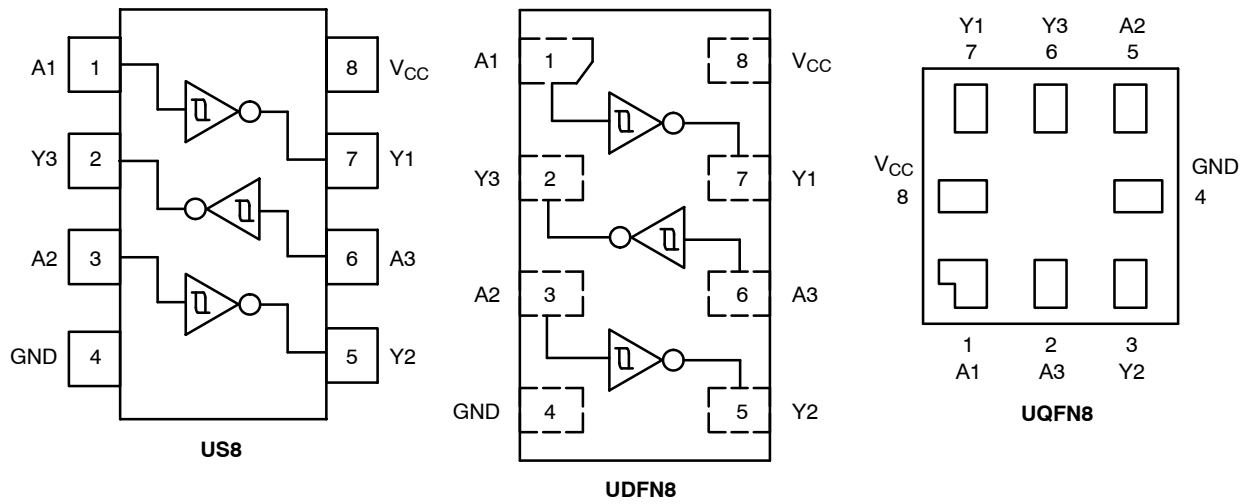 A1 1 8 VCC
Y3 2 7 Y1
A2 3 6 A3
GND 4 5 Y2
US8
A1 1 8 VCC
Y3 2 7 Y1
A2 3 6 A3
GND 4 5 Y2
UDFN8
Y1 Y3 A2
7 6 5
VCC GND
8 4
1 2 3
A1 A3 Y2
UQFN8